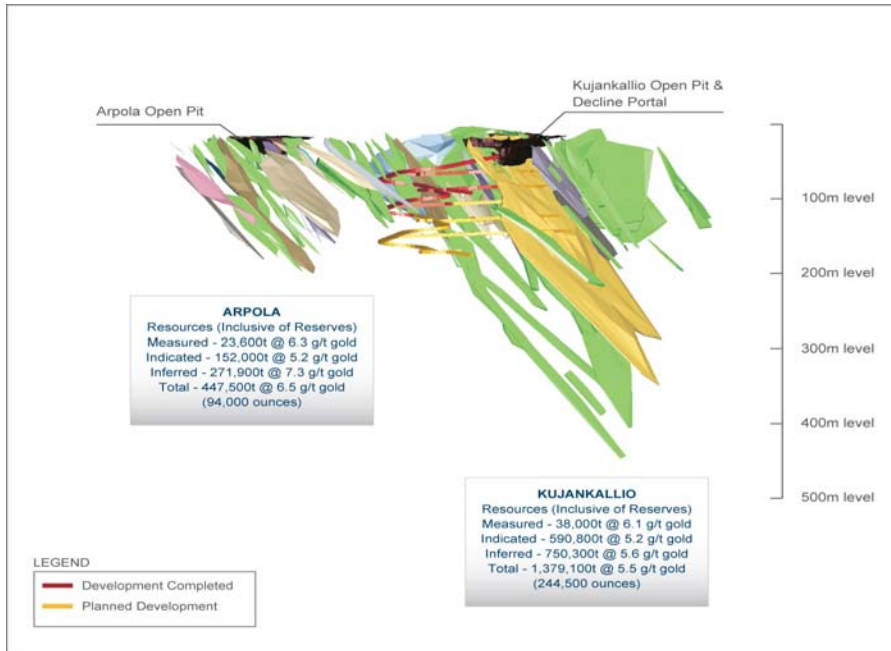 Arpola Open Pit
Kujankallio Open Pit &
Decline Portal
100m level
200m level
300m level
400m level
500m level
ARPOLA
Resources (Inclusive of Reserves)
Measured - 23,600t @ 6.3 g/t gold
Indicated - 152,000t @ 5.2 g/t gold
Inferred - 271,900t @ 7.3 g/t gold
Total - 447,500t @ 6.5 g/t gold
(94,000 ounces)
KUJANKALLIO
Resources (Inclusive of Reserves)
Measured - 38,000t @ 6.1 g/t gold
Indicated - 590,800t @ 5.2 g/t gold
Inferred - 750,300t @ 5.6 g/t gold
Total - 1,379,100t @ 5.5 g/t gold
(244,500 ounces)
LEGEND
Development Completed
Planned Development